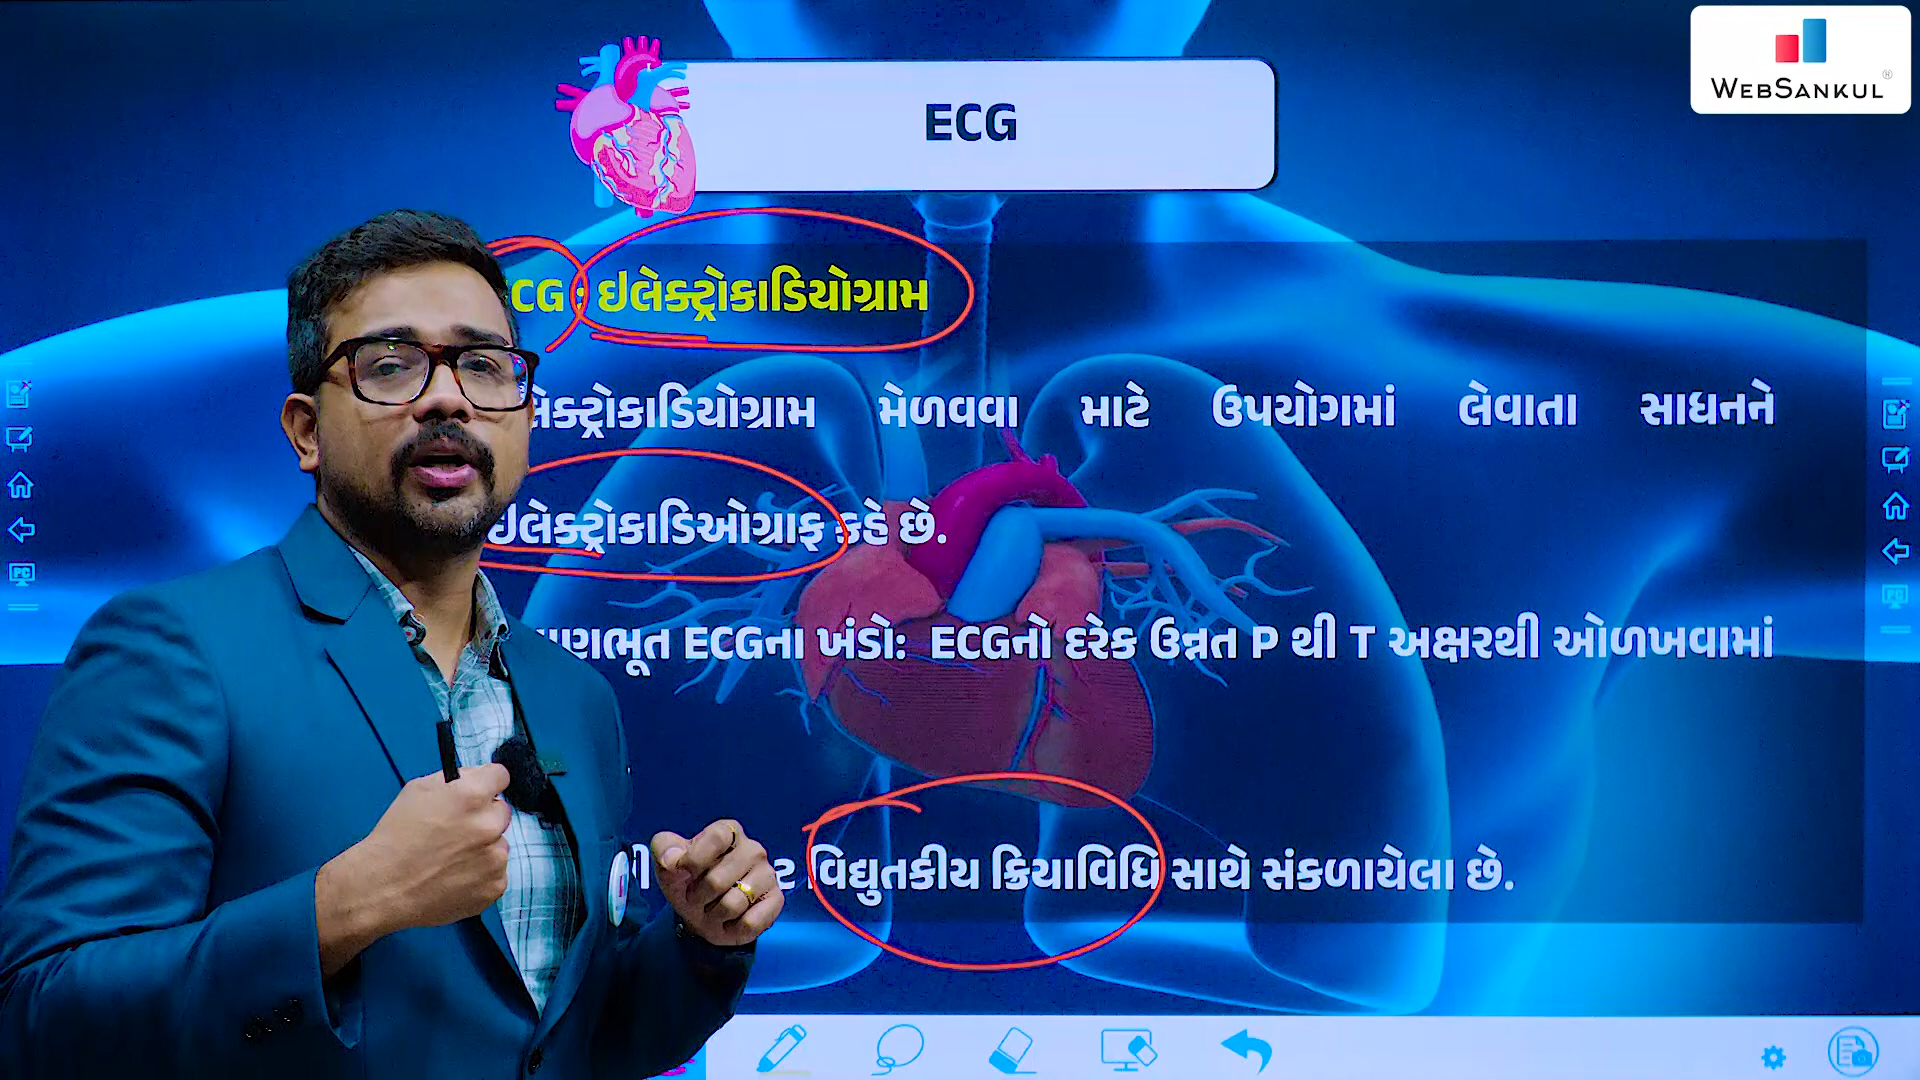 ECG
WEBSANKUL
CG : ઇલેક્ટ્રોકાર્ડિયોગ્રામ
મેળવવા માટે ઉપયોગમાં લેવાતા સાધનને
ઇલેક્ટ્રોકાર્ડિઓગ્રાફ કહે છે.
ECGના ખંડો: ECGનો દરેક ઉન્નત P થી T અક્ષરથી ઓળખવામાં
વિદ્યુતકીય ક્રિયાવિધિ સાથે સંકળાયેલા છે.